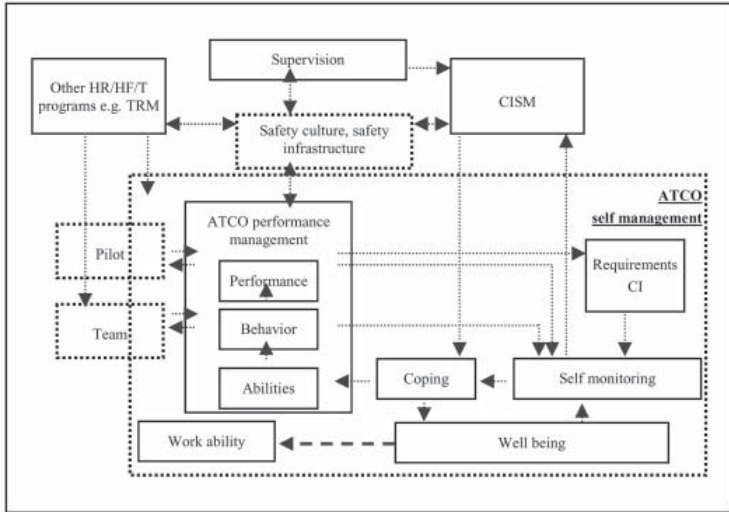 Supervision
Other HR/HF/T
programs e.g. TRM
CISM
Safety culture, safety
infrastructure
ATCO
self management
ATCO performance
management
Pilot
Requirements
CI
Performance
Team
Behavior
Abilities
Coping
Self monitoring
Work ability
Well being